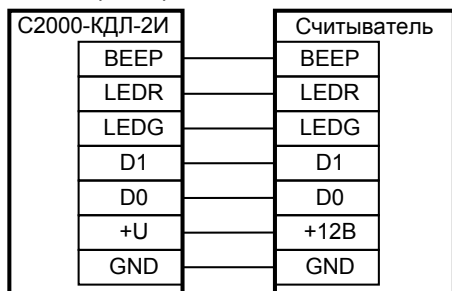 С2000-КДЛ-2И Считыватель
BEEP BEEP
LEDR LEDR
LEDG LEDG
D1 D1
D0 D0
+U +12В
GND GND